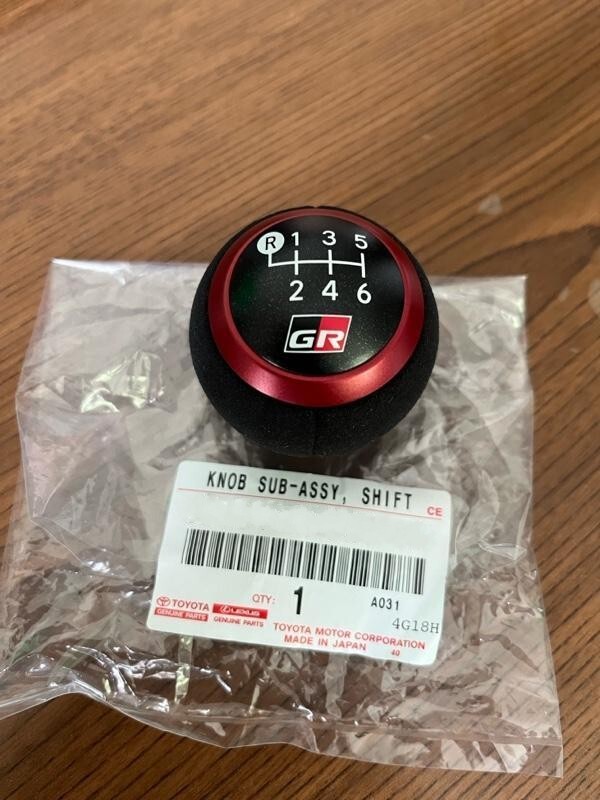 R 1 3 5
2 4 6
GR
KNOB SUB-ASSY, SHIFT
CE
QTY: 1 A031
TOYOTA LEXUS 4G18H
GENUINE PARTS GENUINE PARTS TOYOTA MOTOR CORPORATION
MADE IN JAPAN 40